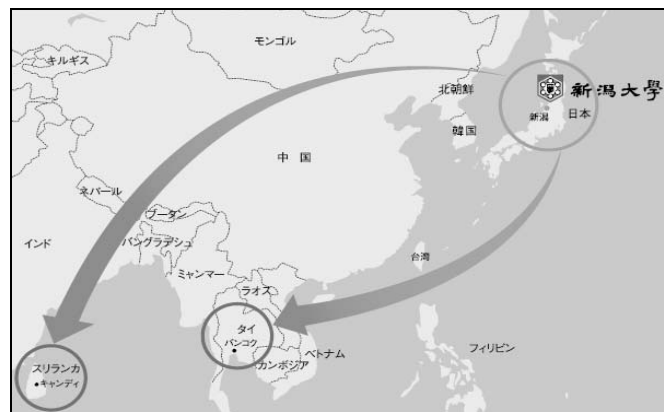 モンゴル
キルギス
北朝鮮
新潟大學
新潟
日本
韓国
中国
ネパール
ブータン
インド
バングラデシュ
ミャンマー
台湾
ラオス
タイ
バンコク
ベトナム
カンボジア
フィリピン
スリランカ
キャンディ